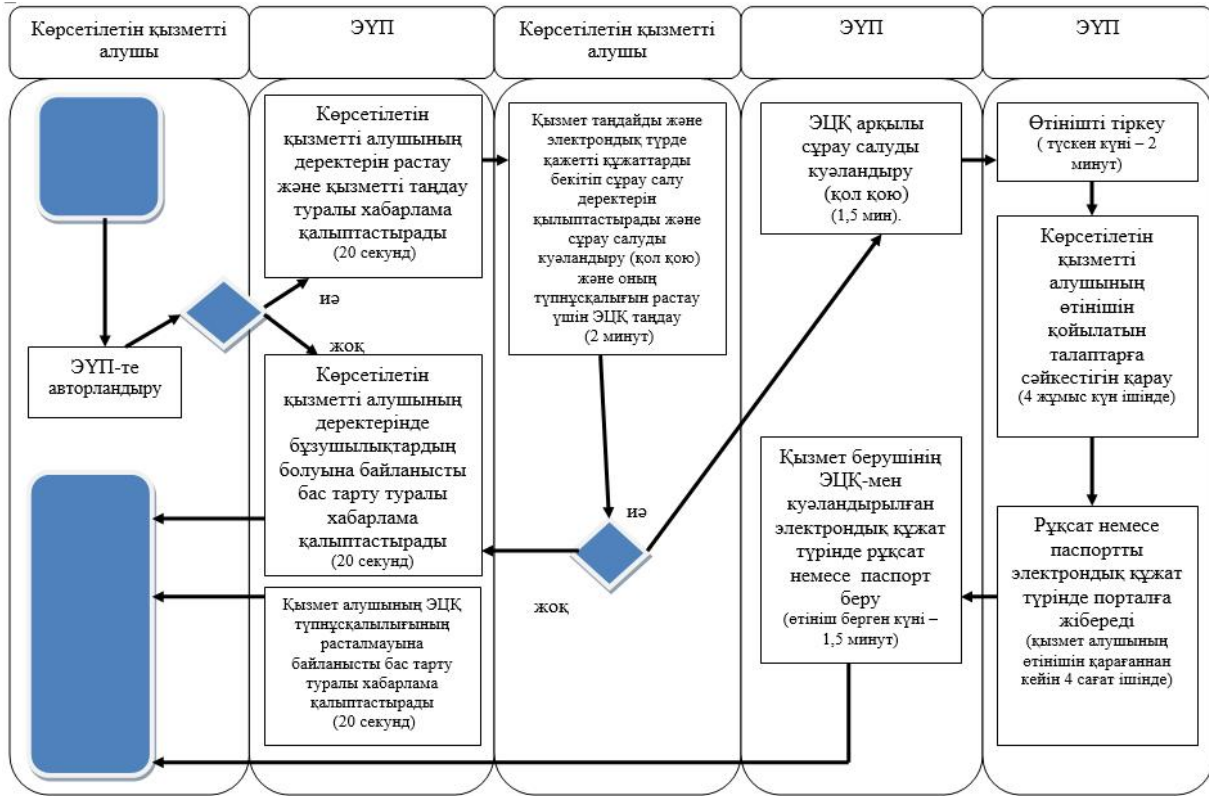 Көрсетілетін қызметті
алушы
ЭҮП
Көрсетілетін қызметті
алушы
ЭҮП
ЭҮП
ЭҮП-те
авторландыру
Көрсетілетін
қызметті алушының
деректерін растау
және қызметті таңдау
туралы хабарлама
қалыптастырады
(20 секунд)
иә
жоқ
Көрсетілетін
қызметті алушының
деректерінде
бұзушылықтардың
болуына байланысты
бас тарту туралы
хабарлама
қалыптастырады
(20 секунд)
Қызмет алушының ЭЦҚ
түпнұсқалылығының
расталмауына
байланысты бас тарту
туралы хабарлама
қалыптастырады
(20 секунд)
Қызмет таңдайды және
электрондық түрде
қажетті құжаттарды
бекітіп сұрау салу
деректерін
қылыптастырады және
сұрау салуды
куәландыру (қол қою)
және оның
түпнұсқалығын растау
үшін ЭЦҚ таңдау
(2 минут)
иә
жоқ
ЭЦҚ арқылы
сұрау салуды
куәландыру
(қол қою)
(1,5 мин).
Қызмет берушінің
ЭЦҚ-мен
куәландырылған
электрондық құжат
түрінде рұқсат
немесе паспорт
беру
(өтініш берген күні –
1,5 минут)
Өтінішті тіркеу
( түскен күні – 2
минут)
Көрсетілетін
қызметті
алушының
өтінішін
қойылатын
талаптарға
сәйкестігін қарау
(4 жұмыс күн ішінде)
Рұқсат немесе
паспортты
электрондық құжат
түрінде порталға
жібереді
(қызмет алушының
өтінішін қарағаннан
кейін 4 сағат ішінде)